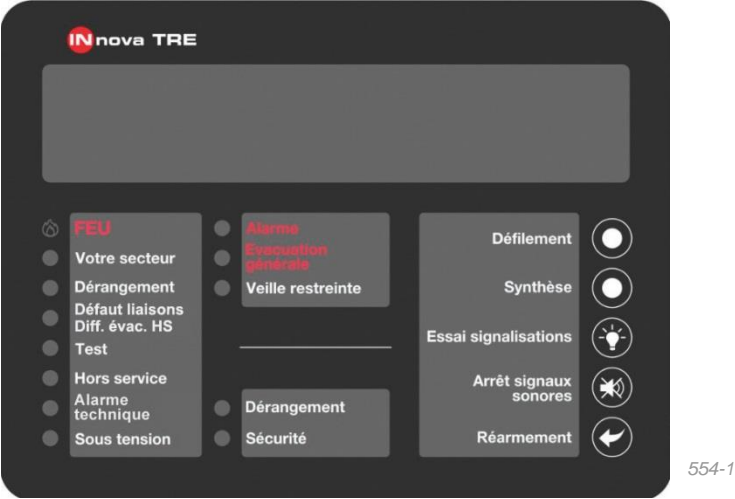 INnova TRE
FEU
Votre secteur
Dérangement
Défaut liaisons
Diff. évac. HS
Test
Hors service
Alarme
technique
Sous tension
Alarme
Evacuation
générale
Veille restreinte
Dérangement
Sécurité
Défilement
Synthèse
Essai signalisations
Arrêt signaux
sonores
Réarmement
554-1